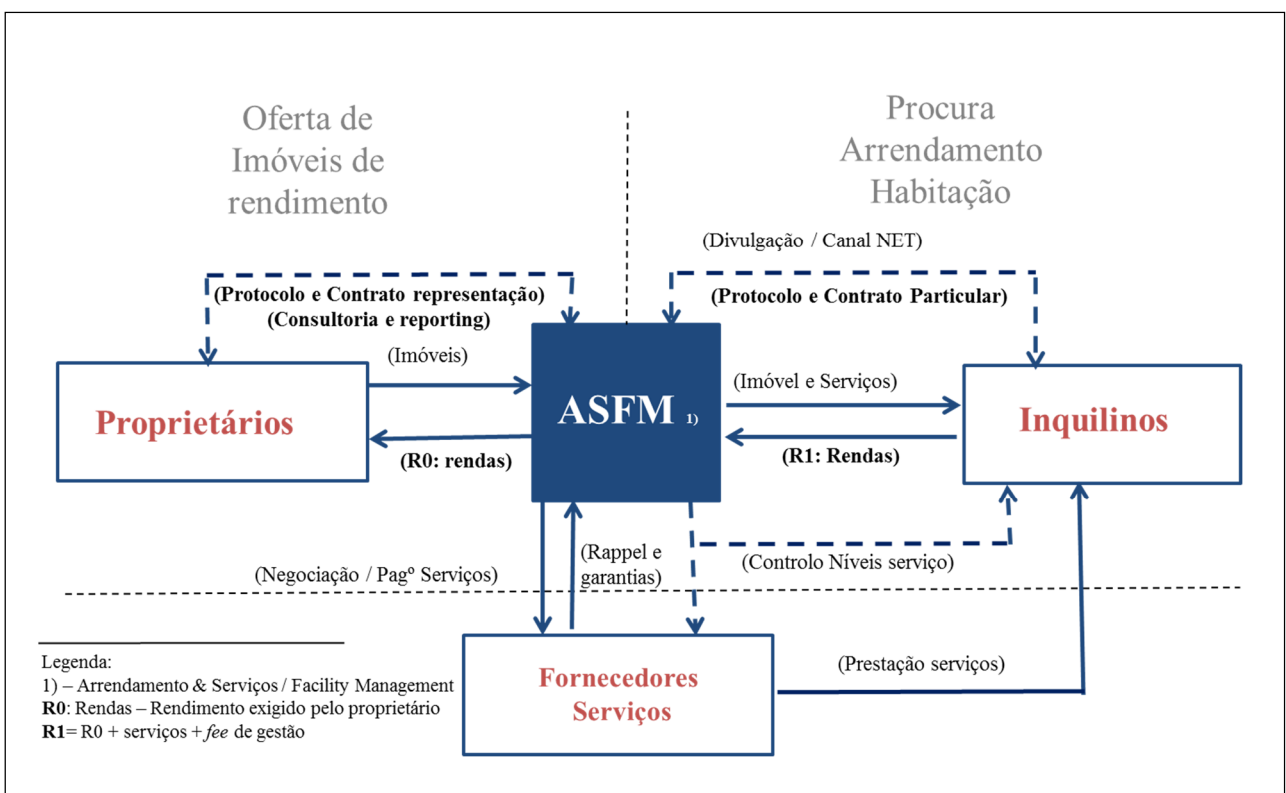 Oferta de
Imóveis de
rendimento
Procura
Arrendamento
Habitação
(Divulgação / Canal NET)
(Protocolo e Contrato representação)
(Consultoria e reporting)
(Protocolo e Contrato Particular)
(Imóveis)
(Imóvel e Serviços)
Proprietários
ASFM 1)
Inquilinos
(R0: rendas)
(R1: Rendas)
(Negociação / Pagº Serviços)
(Rappel e
garantias)
(Controlo Níveis serviço)
Fornecedores
Serviços
(Prestação serviços)
Legenda:
1) – Arrendamento & Serviços / Facility Management
R0: Rendas – Rendimento exigido pelo proprietário
R1= R0 + serviços + fee de gestão